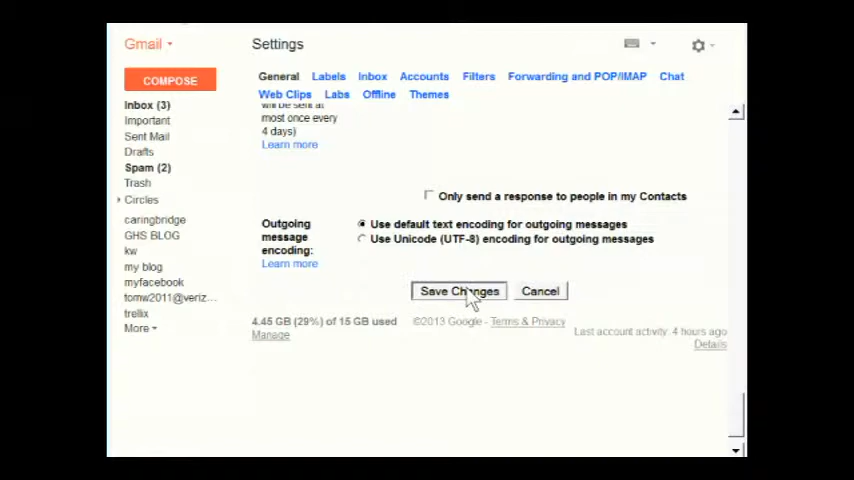 Gmail
Settings
COMPOSE
General Labels Inbox Accounts Filters Forwarding and POP/IMAP Chat
Web Clips Labs Offline Themes
Inbox (3)
Important
Sent Mail
Drafts
Spam (2)
Trash
Circles
caringbridge
GHS BLOG
kw
my blog
myfacebook
tomw2011@veriz...
trellix
More
will be sent at
most once every
4 days)
Learn more
Only send a response to people in my Contacts
Outgoing
message
encoding:
Learn more
Use default text encoding for outgoing messages
Use Unicode (UTF-8) encoding for outgoing messages
Save Changes Cancel
4.45 GB (29%) of 15 GB used
Manage
©2013 Google - Terms & Privacy
Last account activity: 4 hours ago
Details